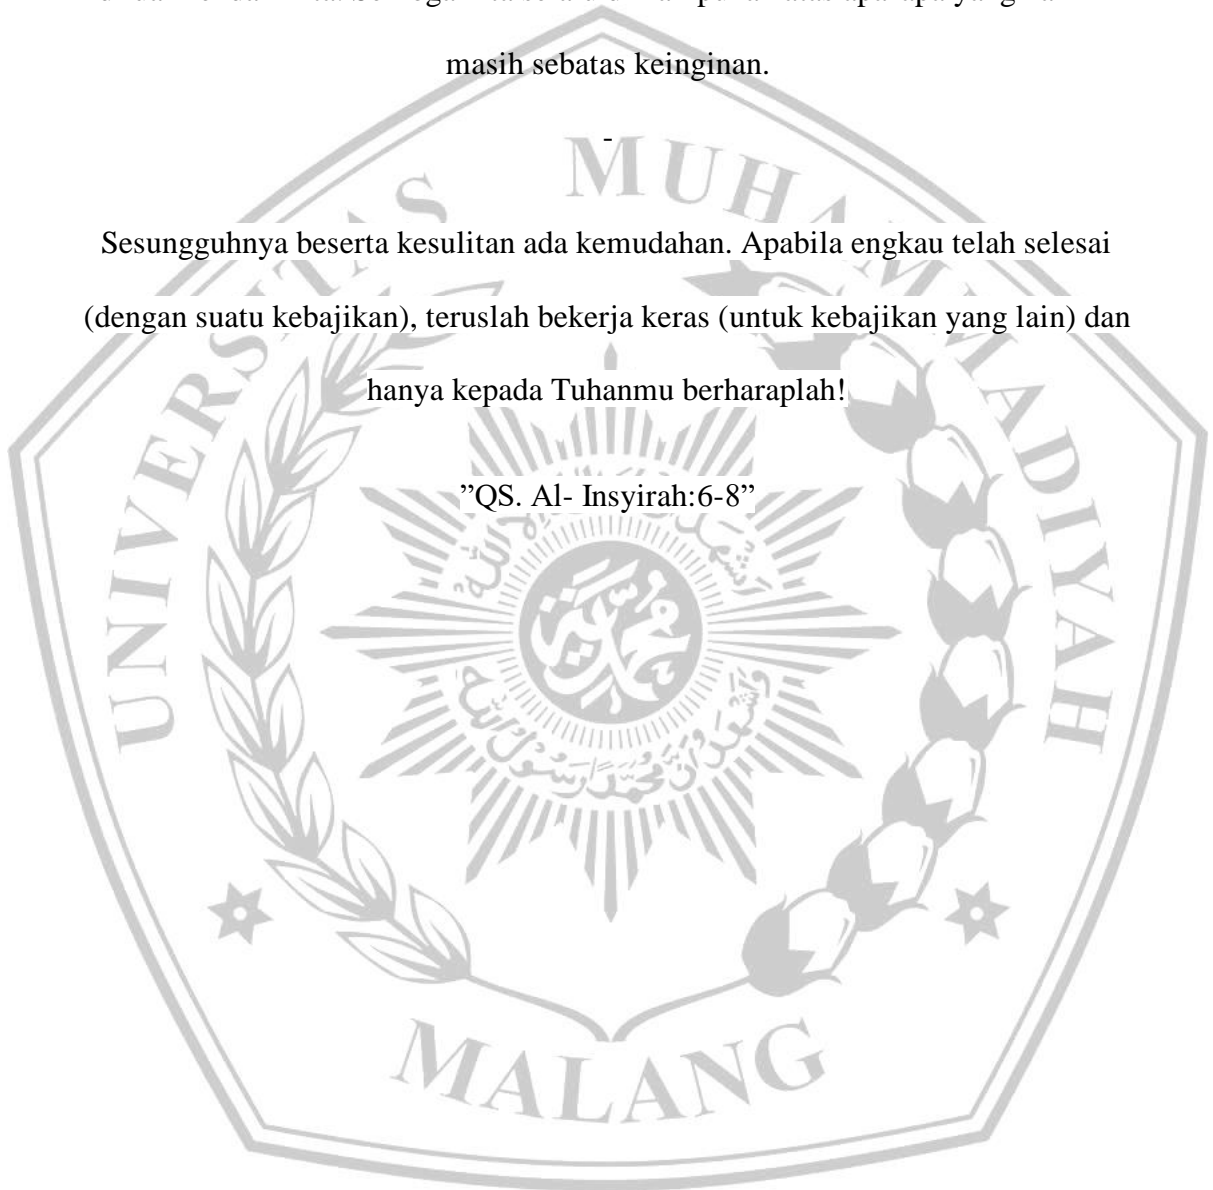 masih sebatas keinginan.
-
Sesungguhnya beserta kesulitan ada kemudahan. Apabila engkau telah selesai
(dengan suatu kebajikan), teruslah bekerja keras (untuk kebajikan yang lain) dan
hanya kepada Tuhanmu berharaplah!
”QS. Al- Insyirah:6-8”
UNIVERSITAS MUHAMMADIYAH
MALANG